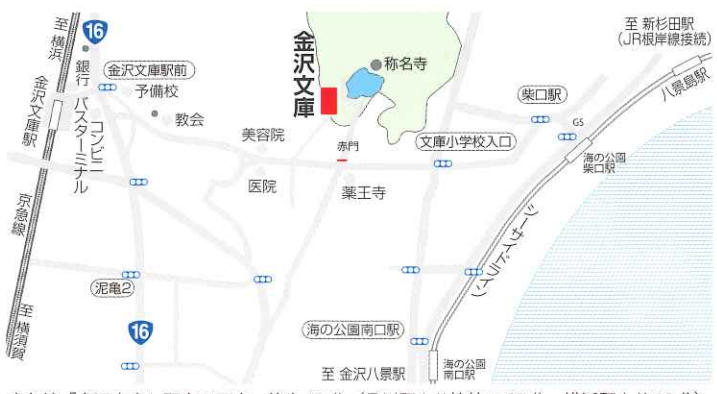 至 横浜
16
金沢文庫駅
銀行
バスターミナル
コンビニ
金沢文庫駅前
予備校
教会
美容院
医院
金沢文庫
称名寺
赤門
薬王寺
文庫小学校入口
柴口駅
GS
至 新杉田駅
(JR根岸線接続)
八景島駅
海の公園
柴口駅
シーサイドライン
京急線
至 横須賀
泥亀2
16
海の公園南口駅
至 金沢八景駅
海の公園
南口駅